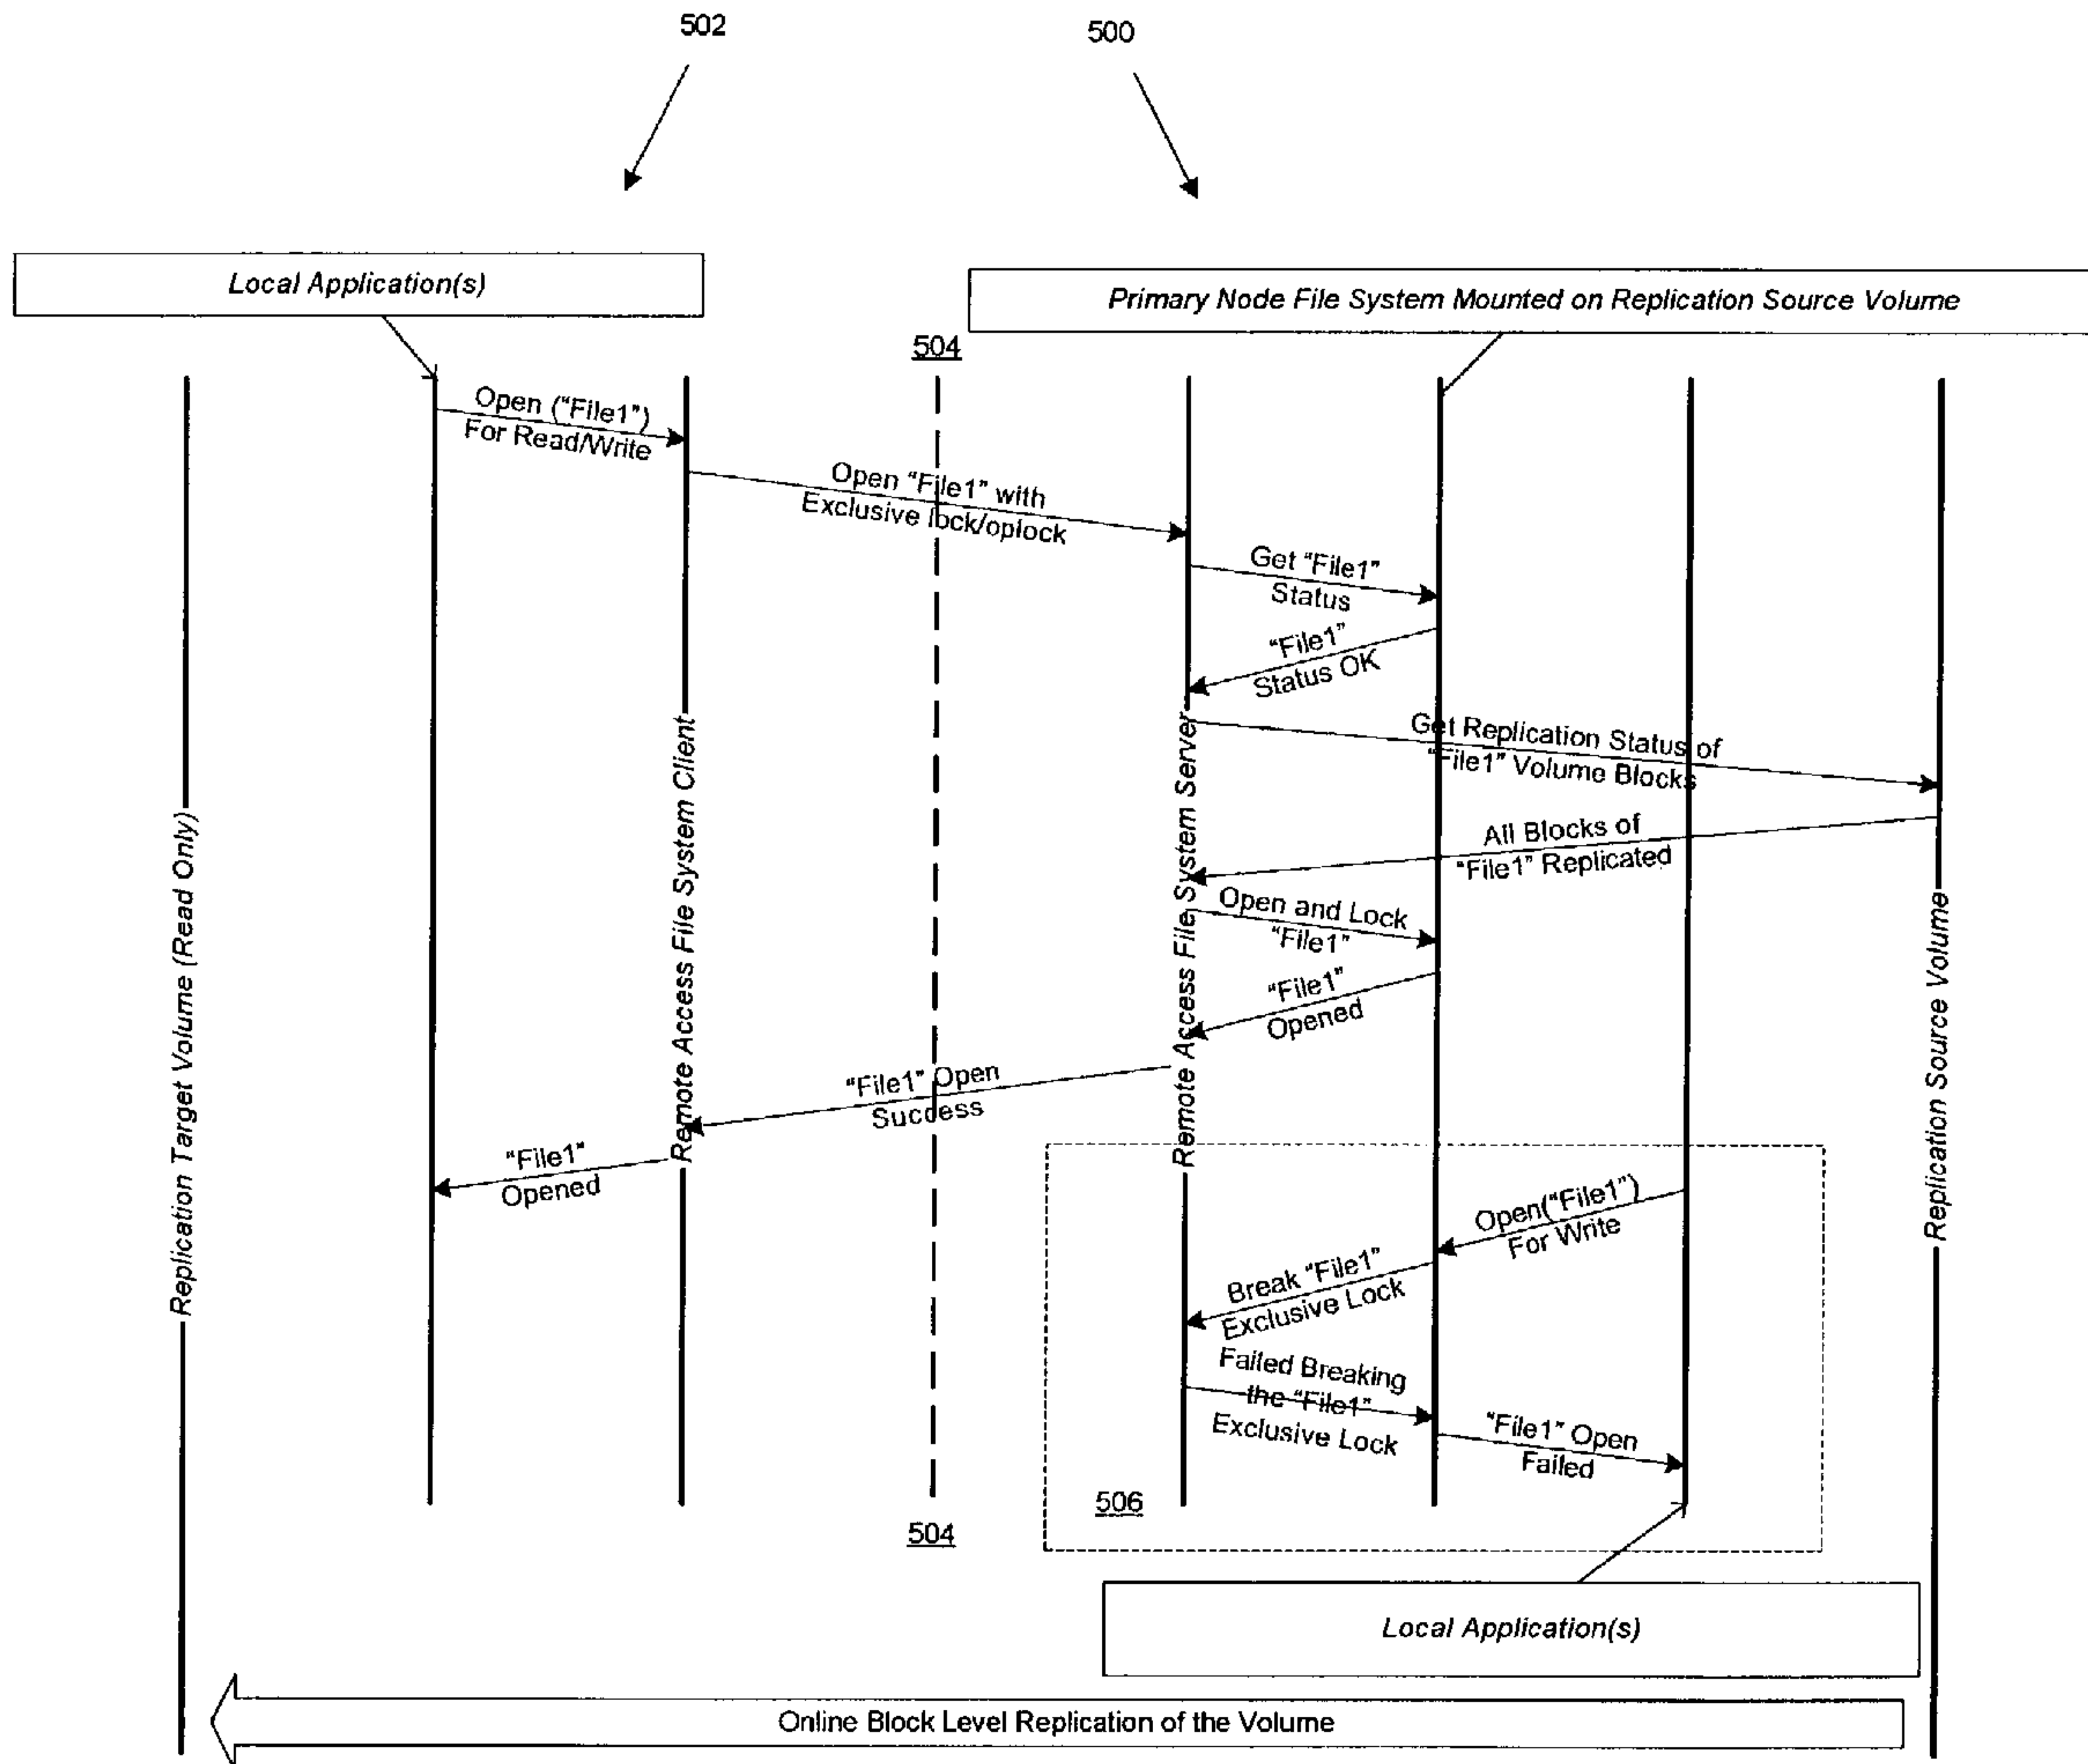 502
500
Local Application(s)
Primary Node File System Mounted on Replication Source Volume
504
Open ("File1")
For Read/Write
Open "File1" with
Exclusive lock/oplock
Get "File1"
Status
"File1"
Status OK
Get Replication Status of
"File1" Volume Blocks
All Blocks of
"File1" Replicated
Open and Lock
"File1"
"File1"
Opened
"File1" Open
Success
"File1"
Opened
Replication Target Volume (Read Only)
Remote Access File System Client
Remote Access File System Server
Replication Source Volume
Open("File1")
For Write
Break "File1"
Exclusive Lock
Failed Breaking
the "File1"
Exclusive Lock
"File1" Open
Failed
506
504
Local Application(s)
Online Block Level Replication of the Volume